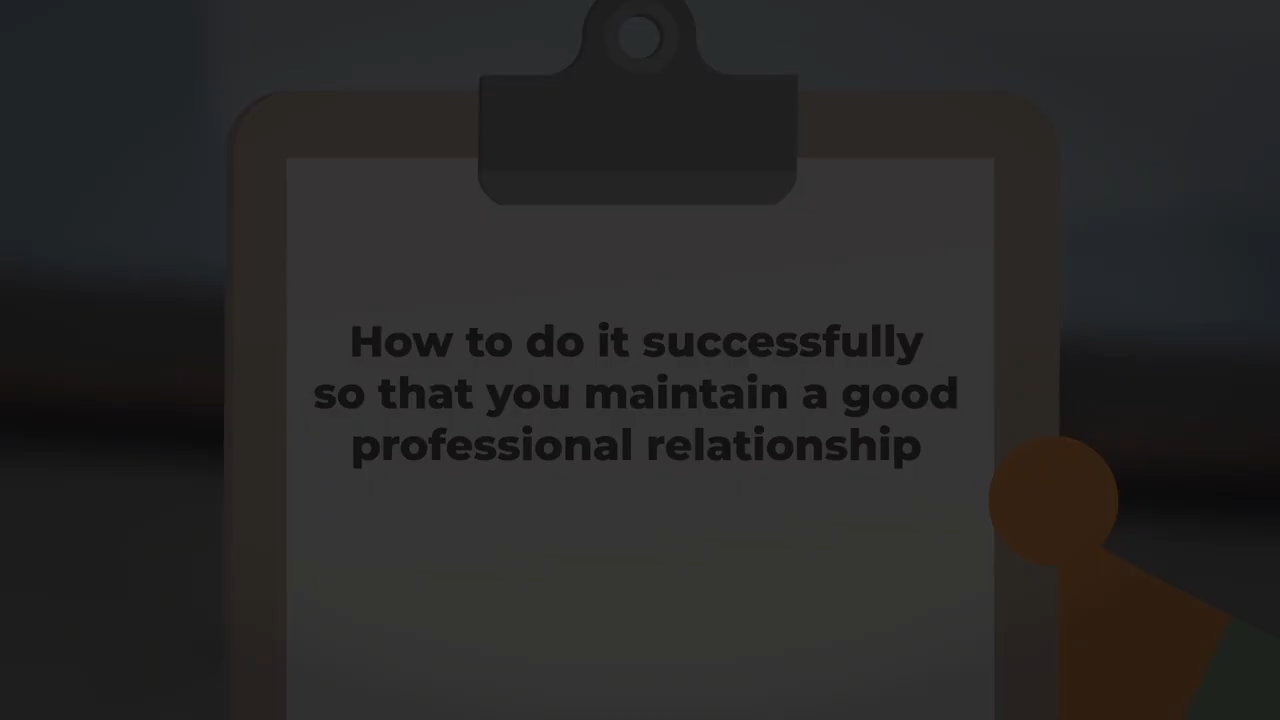 How to do it successfully
so that you maintain a good
professional relationship